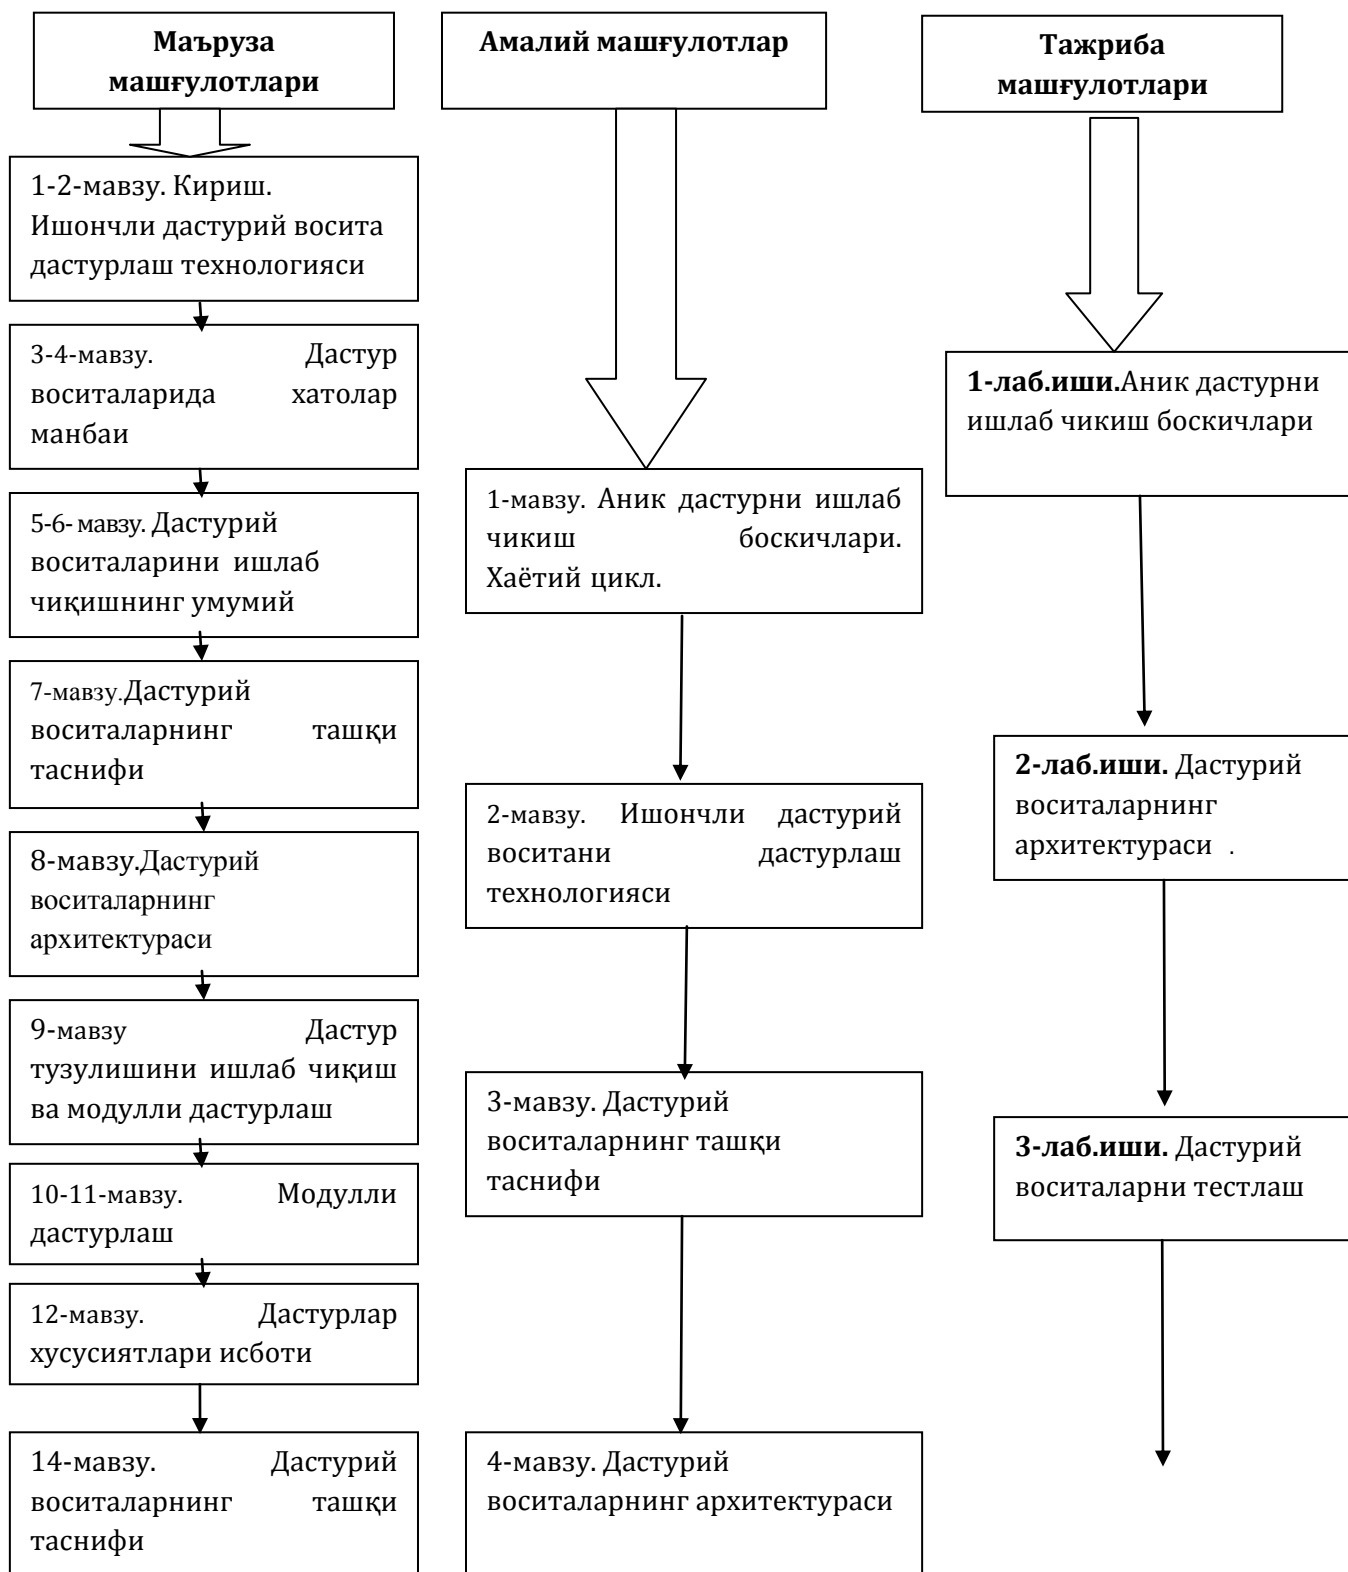 Маъруза
машғулотлари
1-2-мавзу. Кириш.
Ишончли дастурий восита
дастурлаш технологияси
3-4-мавзу. Дастур
воситаларида хатолар
манбаи
5-6- мавзу. Дастурий
воситаларини ишлаб
чиқишнинг умумий
7-мавзу.Дастурий
воситаларнинг ташқи
таснифи
8-мавзу.Дастурий
воситаларнинг
архитектураси
9-мавзу Дастур
тузулишини ишлаб чиқиш
ва модулли дастурлаш
10-11-мавзу. Модулли
дастурлаш
12-мавзу. Дастурлар
хусусиятлари исботи
14-мавзу. Дастурий
воситаларнинг ташқи
таснифи
Амалий машғулотлар
1-мавзу. Аник дастурни ишлаб
чикиш боскичлари.
Хаётий цикл.
2-мавзу. Ишончли дастурий
воситани дастурлаш
технологияси
3-мавзу. Дастурий
воситаларнинг ташқи
таснифи
4-мавзу. Дастурий
воситаларнинг архитектураси
Тажриба
машғулотлари
1-лаб.иши.Аник дастурни
ишлаб чикиш боскичлари
2-лаб.иши. Дастурий
воситаларнинг
архитектураси .
3-лаб.иши. Дастурий
воситаларни тестлаш